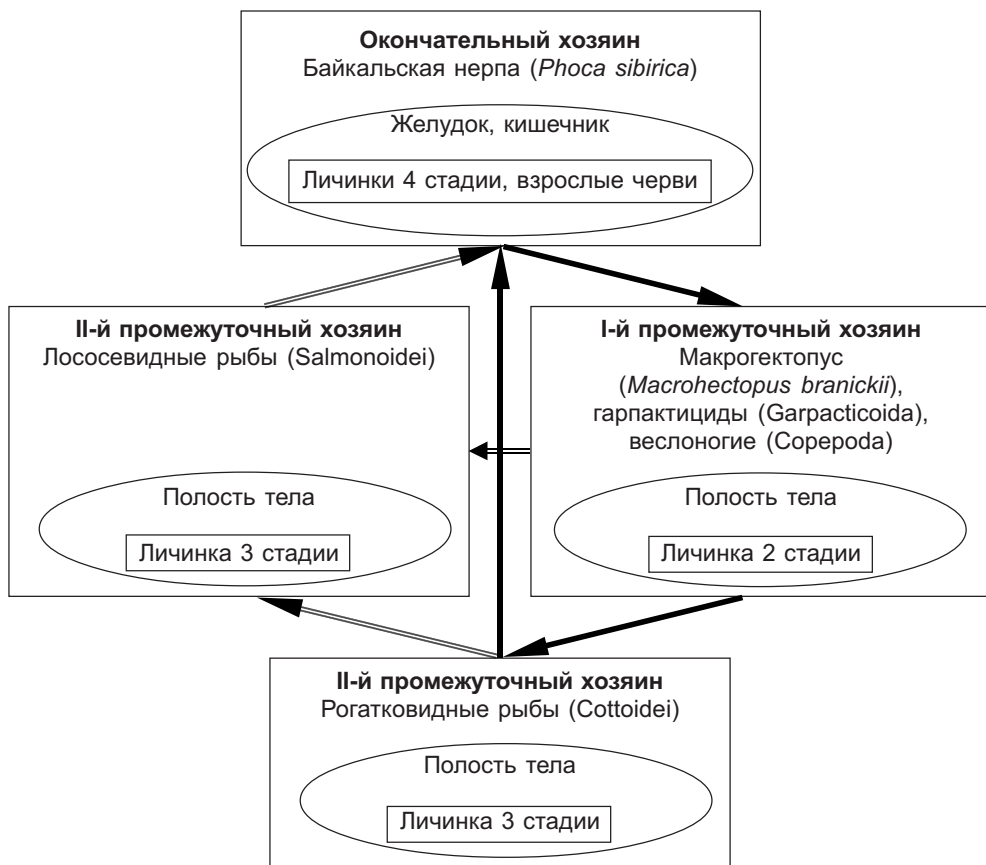 Окончательный хозяин
Байкальская нерпа (Phoca sibirica)
Желудок, кишечник
Личинки 4 стадии, взрослые черви
II-й промежуточный хозяин
Лососевидные рыбы (Salmonoidei)
Полость тела
Личинка 3 стадии
I-й промежуточный хозяин
Макрогектопус
(Macrohectopus branickii),
гарпактициды (Garpacticoida),
веслоногие (Copepoda)
Полость тела
Личинка 2 стадии
II-й промежуточный хозяин
Рогатковидные рыбы (Cottoidei)
Полость тела
Личинка 3 стадии